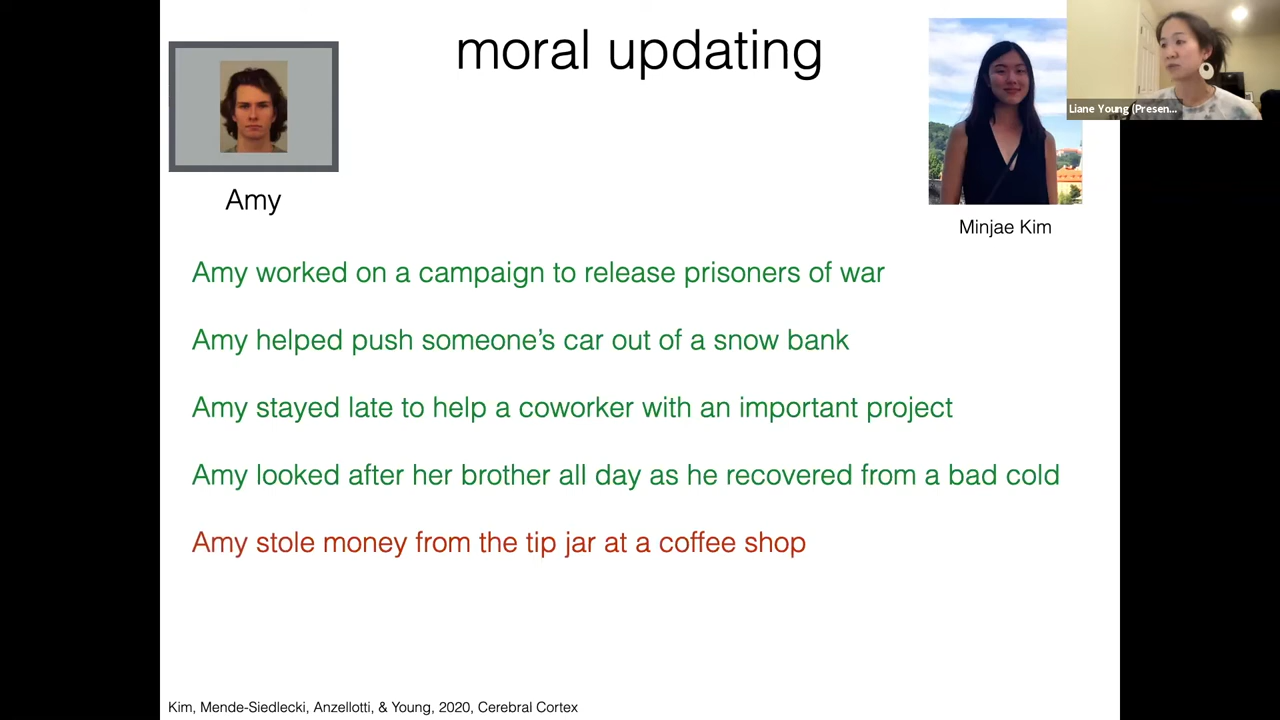 moral updating
Liane Young (Presen...
Amy
Minjae Kim
Amy worked on a campaign to release prisoners of war
Amy helped push someone’s car out of a snow bank
Amy stayed late to help a coworker with an important project
Amy looked after her brother all day as he recovered from a bad cold
Amy stole money from the tip jar at a coffee shop
Kim, Mende-Siedlecki, Anzellotti, & Young, 2020, Cerebral Cortex